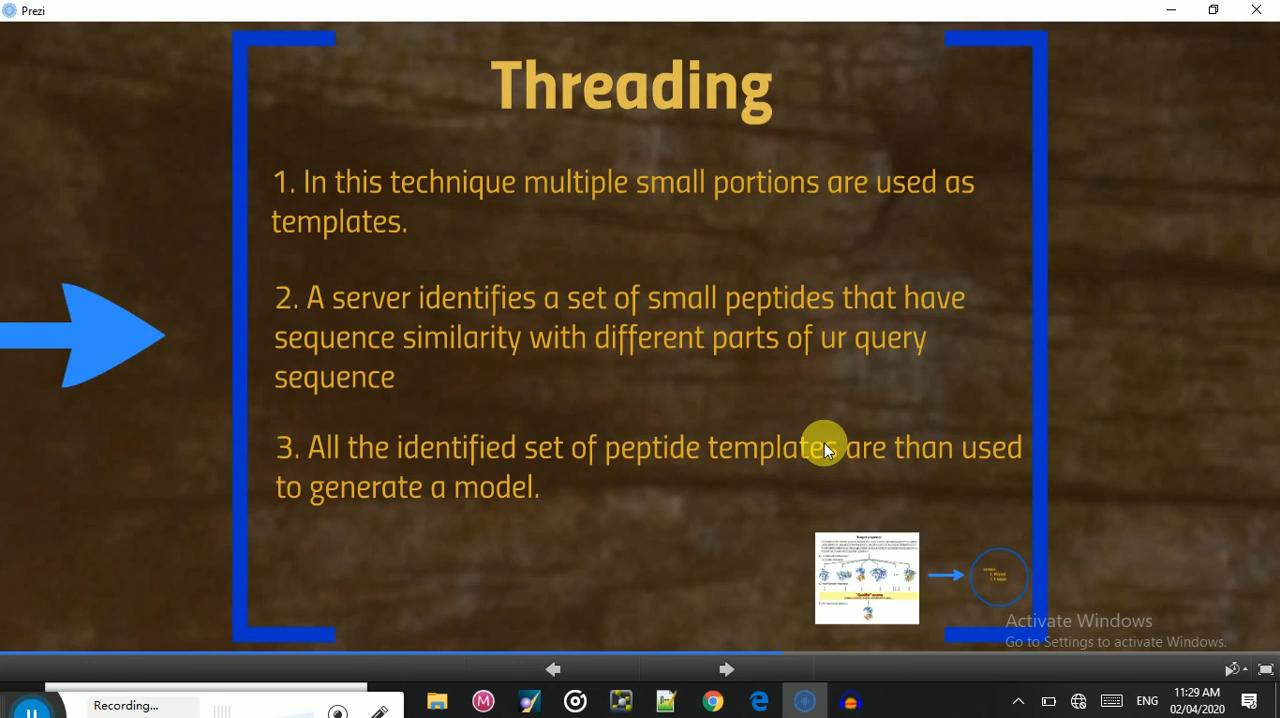 Prezi
Threading
1. In this technique multiple small portions are used as
templates.
2. A server identifies a set of small peptides that have
sequence similarity with different parts of ur query
sequence
3. All the identified set of peptide templates are than used
to generate a model.
Activate Windows
Go to Settings to activate Windows.
Recording...
ENG
11:29 AM
02/04/2020